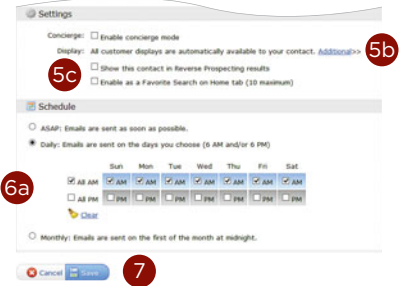 Settings
Concierge: Enable concierge mode
Display: All customer displays are automatically available to your contact. Additional>> 5b
5c Show this contact in Reverse Prospecting results
Enable as a Favorite Search on Home tab (10 maximum)
Schedule
ASAP: Emails are sent as soon as possible.
Daily: Emails are sent on the days you choose (6 AM and/or 6 PM)
Sun Mon Tue Wed Thu Fri Sat
6a All AM AM AM AM AM AM AM AM
All PM PM PM PM PM PM PM PM
Clear
Monthly: Emails are sent on the first of the month at midnight.
Cancel Save 7